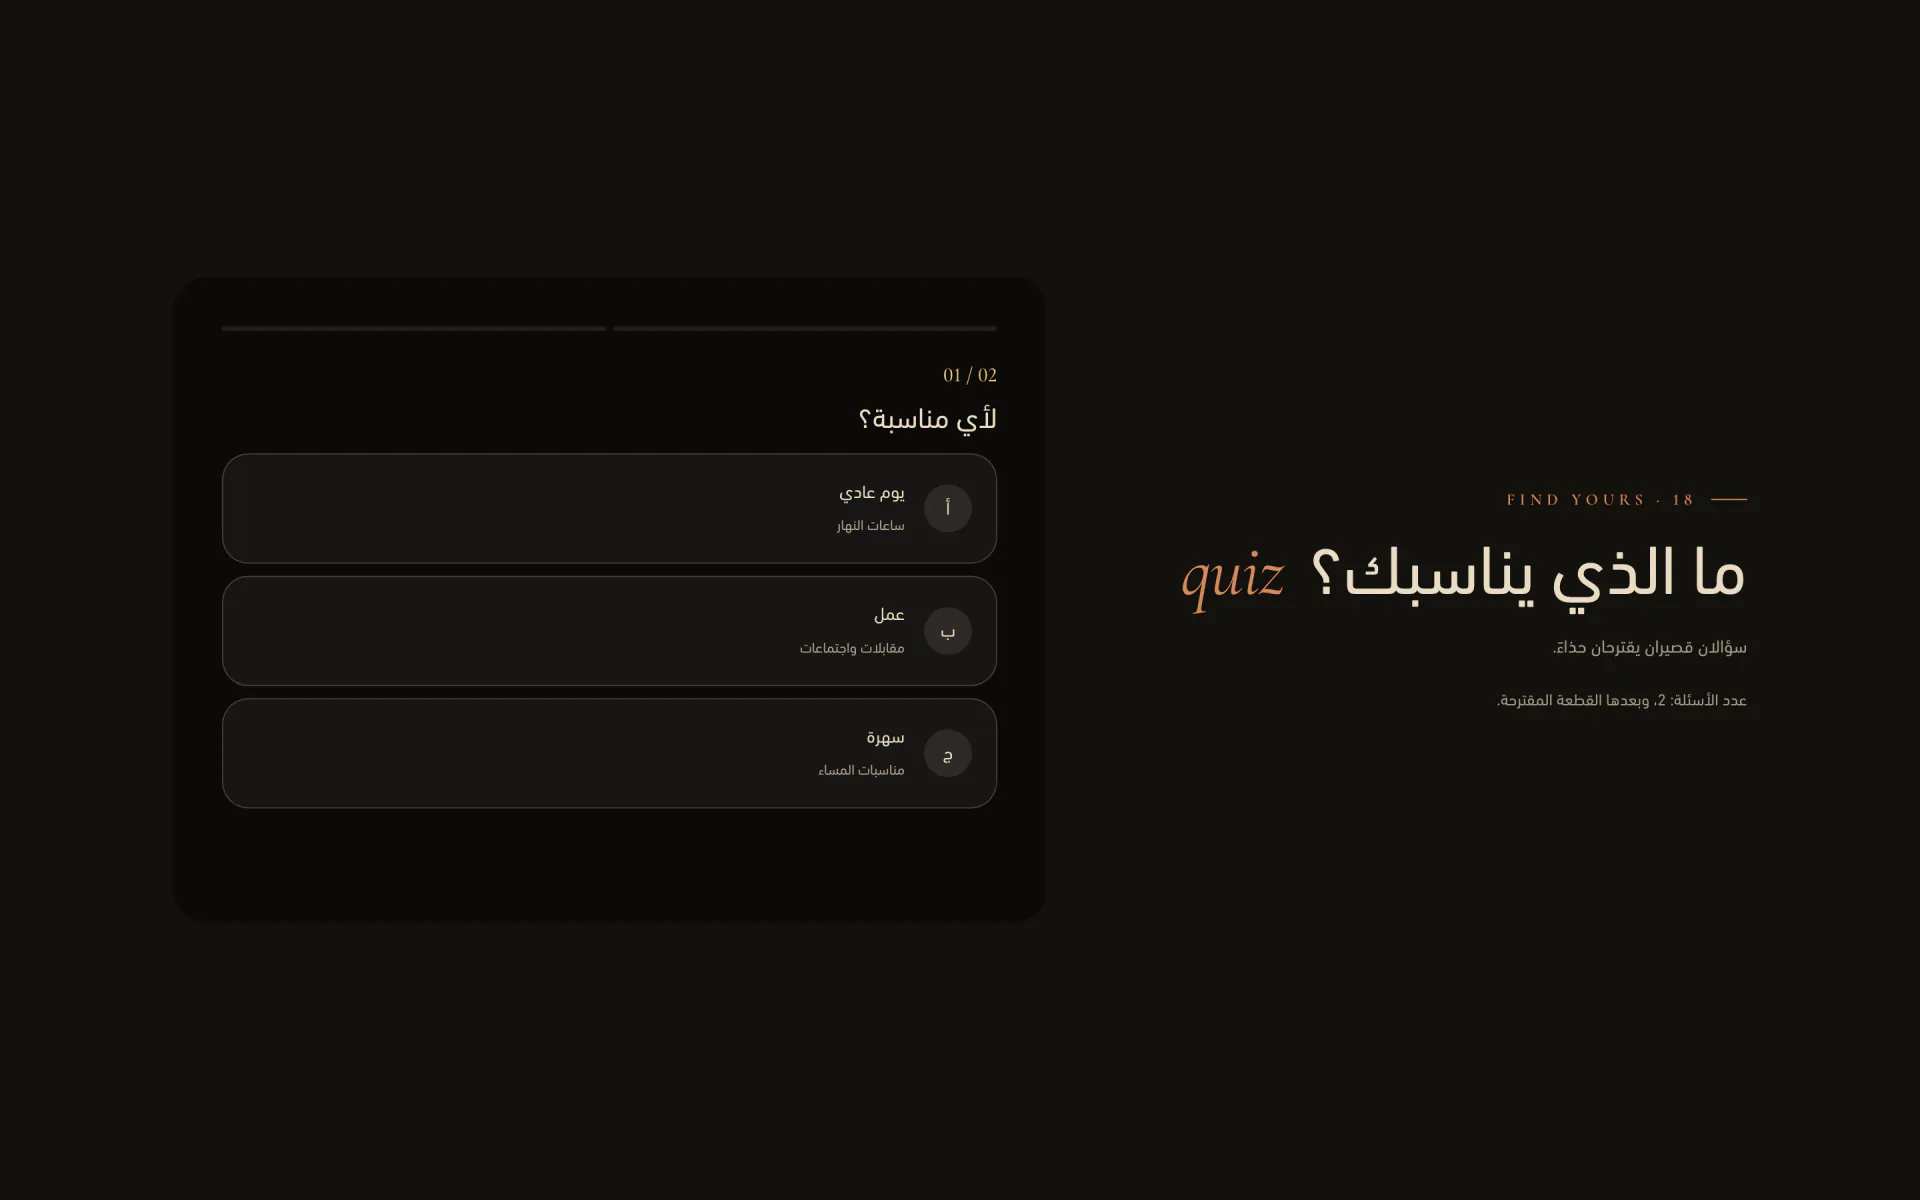 FIND YOURS · 18
ما الذي يناسبك؟ quiz
سؤالان قصيران يقترحان حذاءً.
عدد الأسئلة: 2، وبعدها القطعة المقترحة.
01 / 02
لأي مناسبة؟
أ
يوم عادي
ساعات النهار
ب
عمل
مقابلات واجتماعات
ج
سهرة
مناسبات المساء